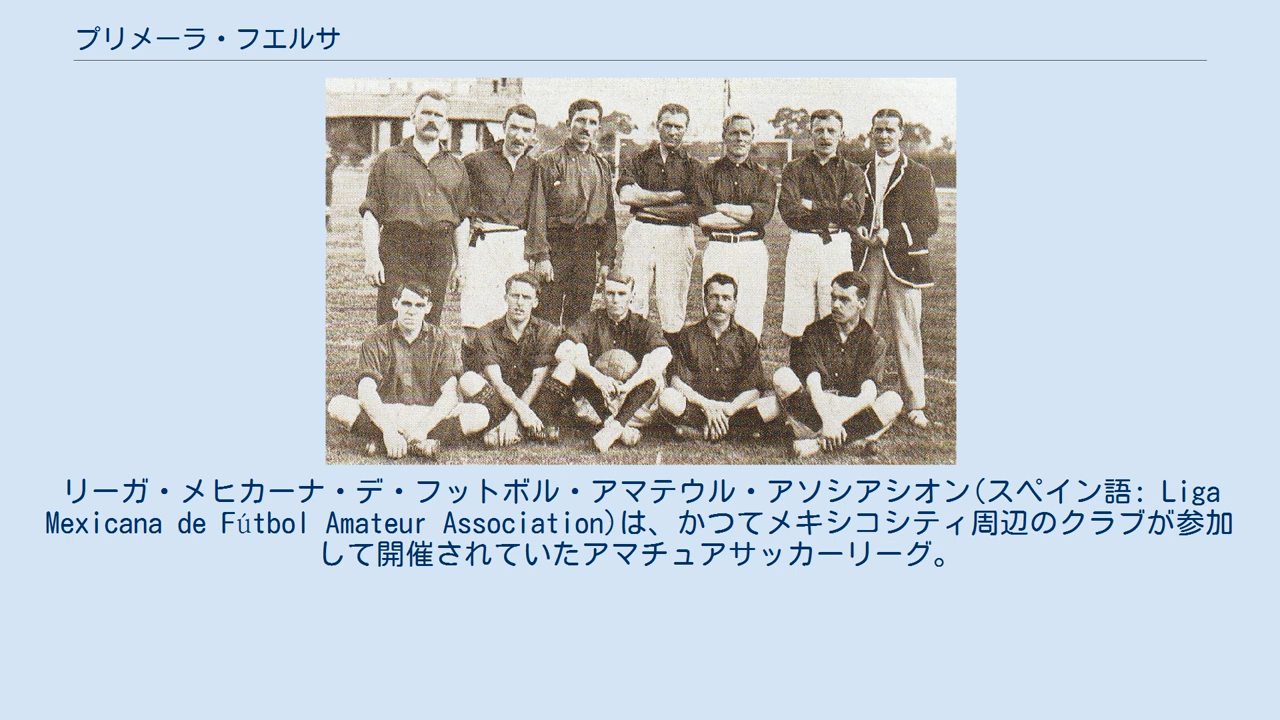 プリメーラ・フエルサ
リーガ・メヒカーナ・デ・フットボル・アマテウル・アソシアシオン(スペイン語: Liga
Mexicana de Fútbol Amateur Association)は、かつてメキシコシティ周辺のクラブが参加
して開催されていたアマチュアサッカーリーグ。